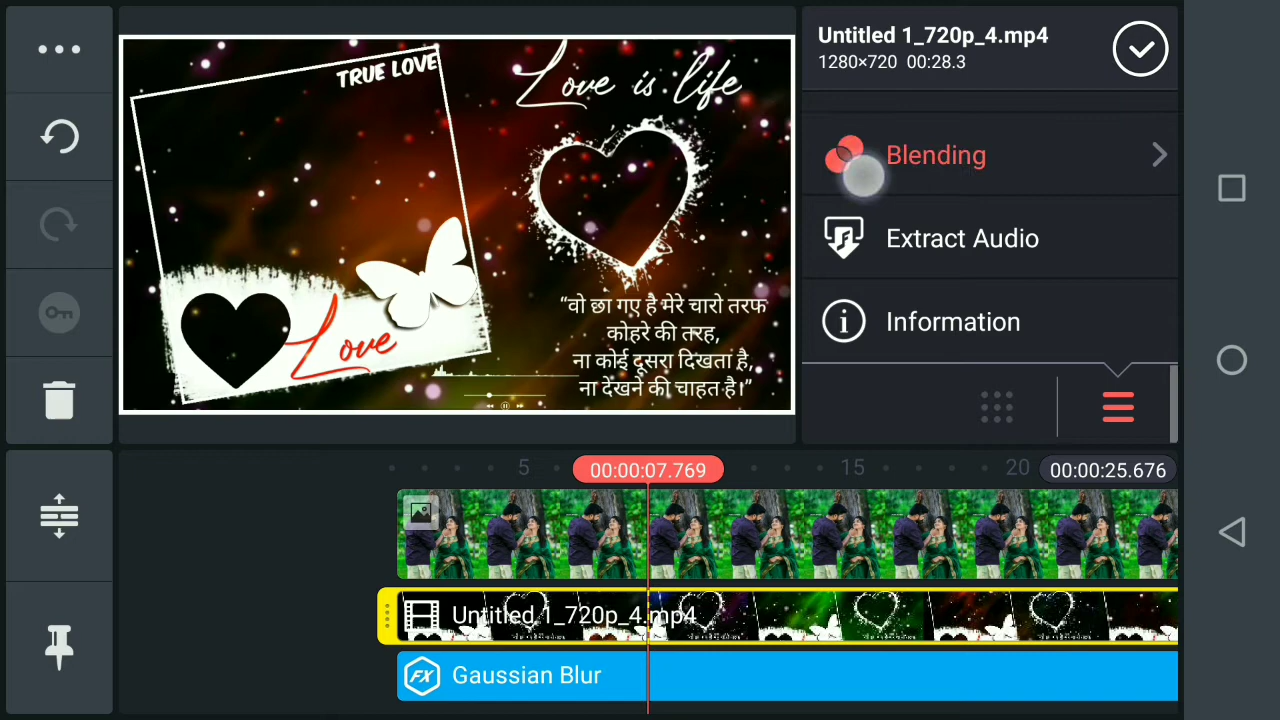 Untitled 1_720p_4.mp4
1280×720 00:28.3
TRUE LOVE
Love is life
Blending
Extract Audio
Information
Love
“वो छा गए है मेरे चारो तरफ
कोहरे की तरह,
ना कोई दूसरा दिखता है,
ना देखने की चाहत है।”
5
00:00:07.769
15
20
00:00:25.676
Untitled 1_720p_4.mp4
FX
Gaussian Blur